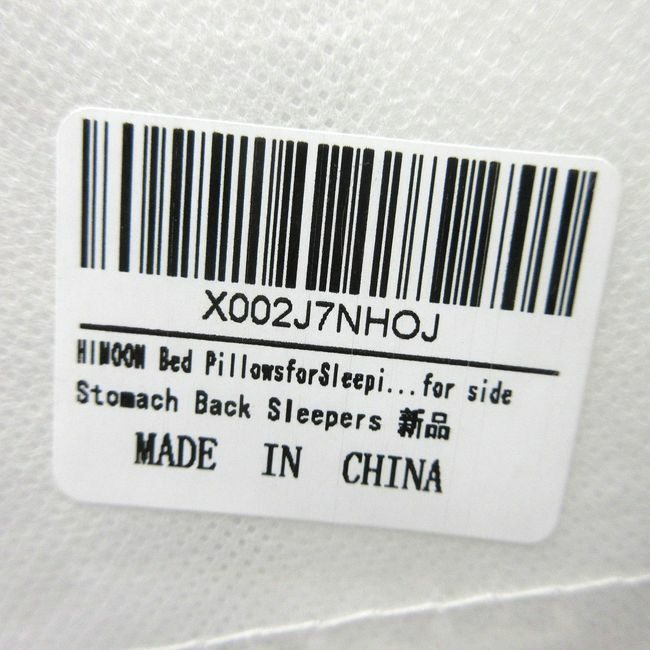 X002J7NHOJ
HIMOON Bed PillowsforSleepi...for side
Stomach Back Sleepers 新品
MADE IN CHINA